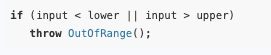 if (input < lower || input > upper)
throw OutOfRange();